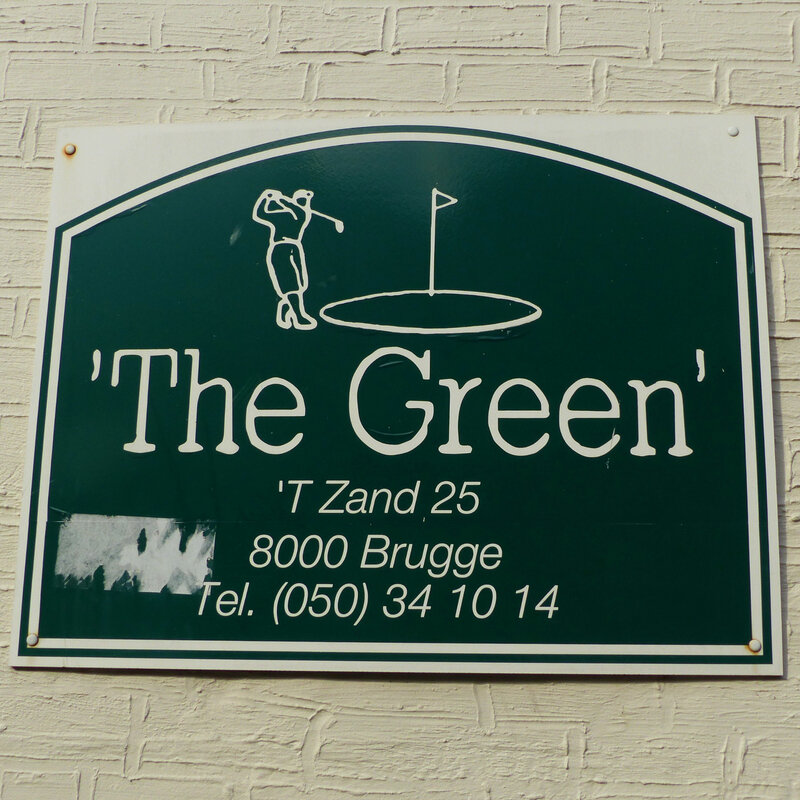 'The Green'
'T Zand 25
8000 Brugge
Tel. (050) 34 10 14